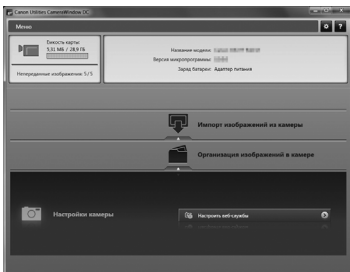 Canon Utilities CameraWindow DC
Меню
Емкость карты:
5,31 МБ / 28,9 ГБ
Непереданные изображения: 5/5
Название модели:
Версия микропрограммы:
Заряд батареи: Адаптер питания
Импорт изображений из камеры
Организация изображений в камере
Настройки камеры
Настроить веб-службы